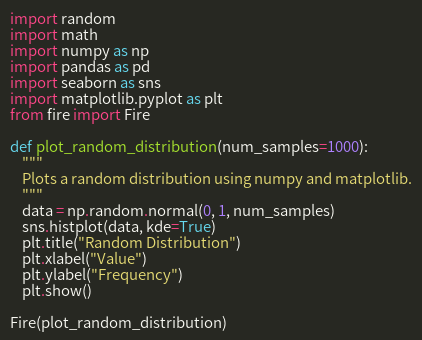 import random
import math
import numpy as np
import pandas as pd
import seaborn as sns
import matplotlib.pyplot as plt
from fire import Fire

def plot_random_distribution(num_samples=1000):
    """
    Plots a random distribution using numpy and matplotlib.
    """
    data = np.random.normal(0, 1, num_samples)
    sns.histplot(data, kde=True)
    plt.title("Random Distribution")
    plt.xlabel("Value")
    plt.ylabel("Frequency")
    plt.show()

Fire(plot_random_distribution)